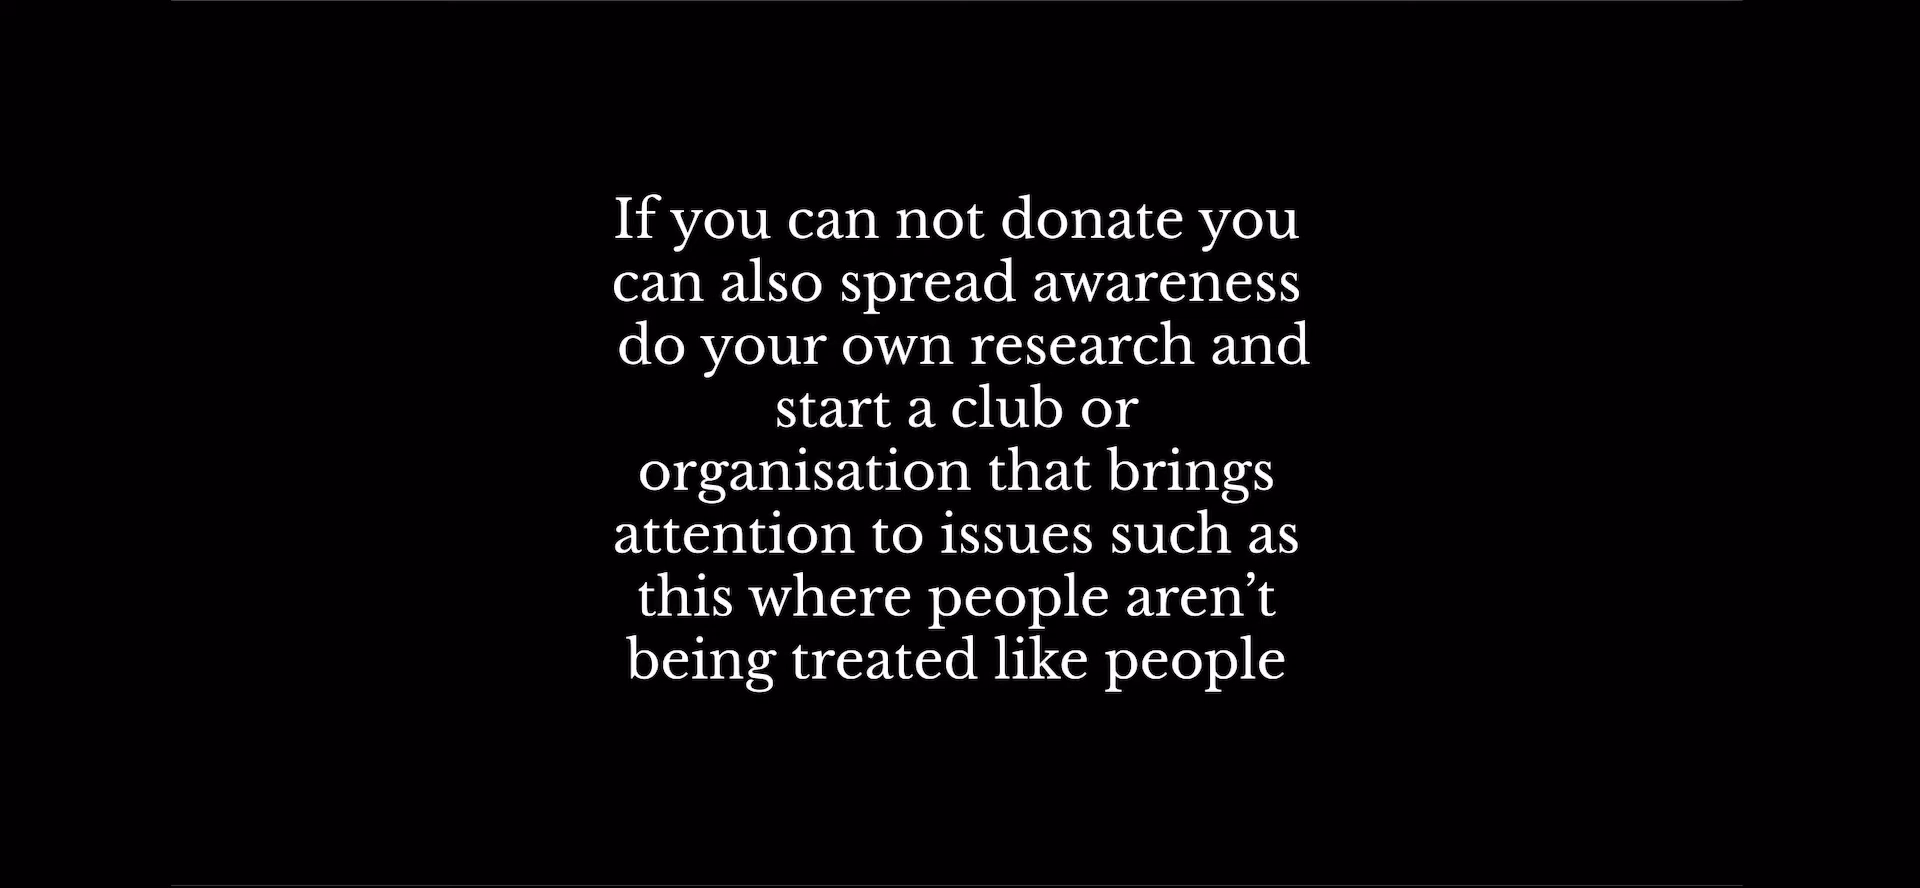 If you can not donate you
can also spread awareness
do your own research and
start a club or
organisation that brings
attention to issues such as
this where people aren’t
being treated like people